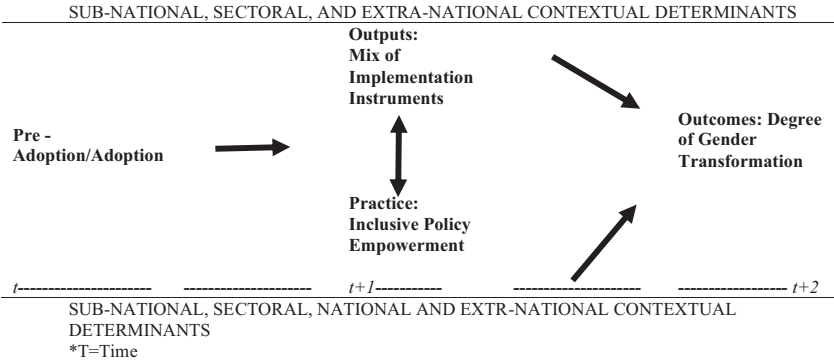 SUB-NATIONAL, SECTORAL, AND EXTRA-NATIONAL CONTEXTUAL DETERMINANTS
Outputs:
Mix of
Implementation
Instruments
Pre -
Adoption/Adoption
Outcomes: Degree
of Gender
Transformation
Practice:
Inclusive Policy
Empowerment
t---------------------- --------------------- t+1----------- --------------------- ------------------ t+2
SUB-NATIONAL, SECTORAL, NATIONAL AND EXTR-NATIONAL CONTEXTUAL
DETERMINANTS
*T=Time